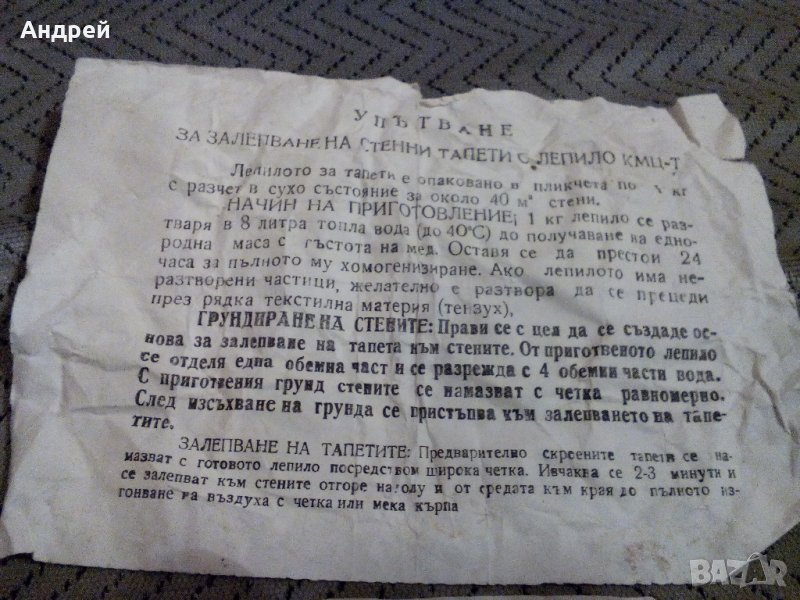 Андрей
УПЪТВАНЕ
ЗА ЗАЛЕПВАНЕ НА СТЕННИ ТАПЕТИ С ЛЕПИЛО КМЦ-Т
Лепилото за тапети е опаковано в пликчета по кг
с разчет в сухо състояние за около 40 м² стени.
НАЧИН НА ПРИГОТОВЛЕНИЕ: 1 кг лепило се раз-
тваря в 8 литра топла вода (до 40°С) до получаване на едно-
родна маса с гъстота на мед. Оставя се да престои 24
часа за пълното му хомогенизиране. Ако лепилото има не-
разтворени частици, желателно е разтвора да се прецеди
през рядка текстилна материя (тензух),
ГРУНДИРАНЕ НА СТЕНИТЕ: Прави се с цел да се създаде ос-
нова за залепване на тапета към стените. От приготвеното лепило
се отделя една обемна част и се разрежда с 4 обемни части вода.
С приготвения грунд стените се намазват с четка равномерно.
След изсъхване на грунда се пристъпва към залепването на тапе-
тите.
ЗАЛЕПВАНЕ НА ТАПЕТИТЕ: Предварително скроените тапети се на-
мазват с готовото лепило посредством широка четка. Изчаква се 2-3 минути и
се залепват към стените отгоре надолу и от средата към края до пълното из-
гонване на въздуха с четка или мека кърпа
BAZAR